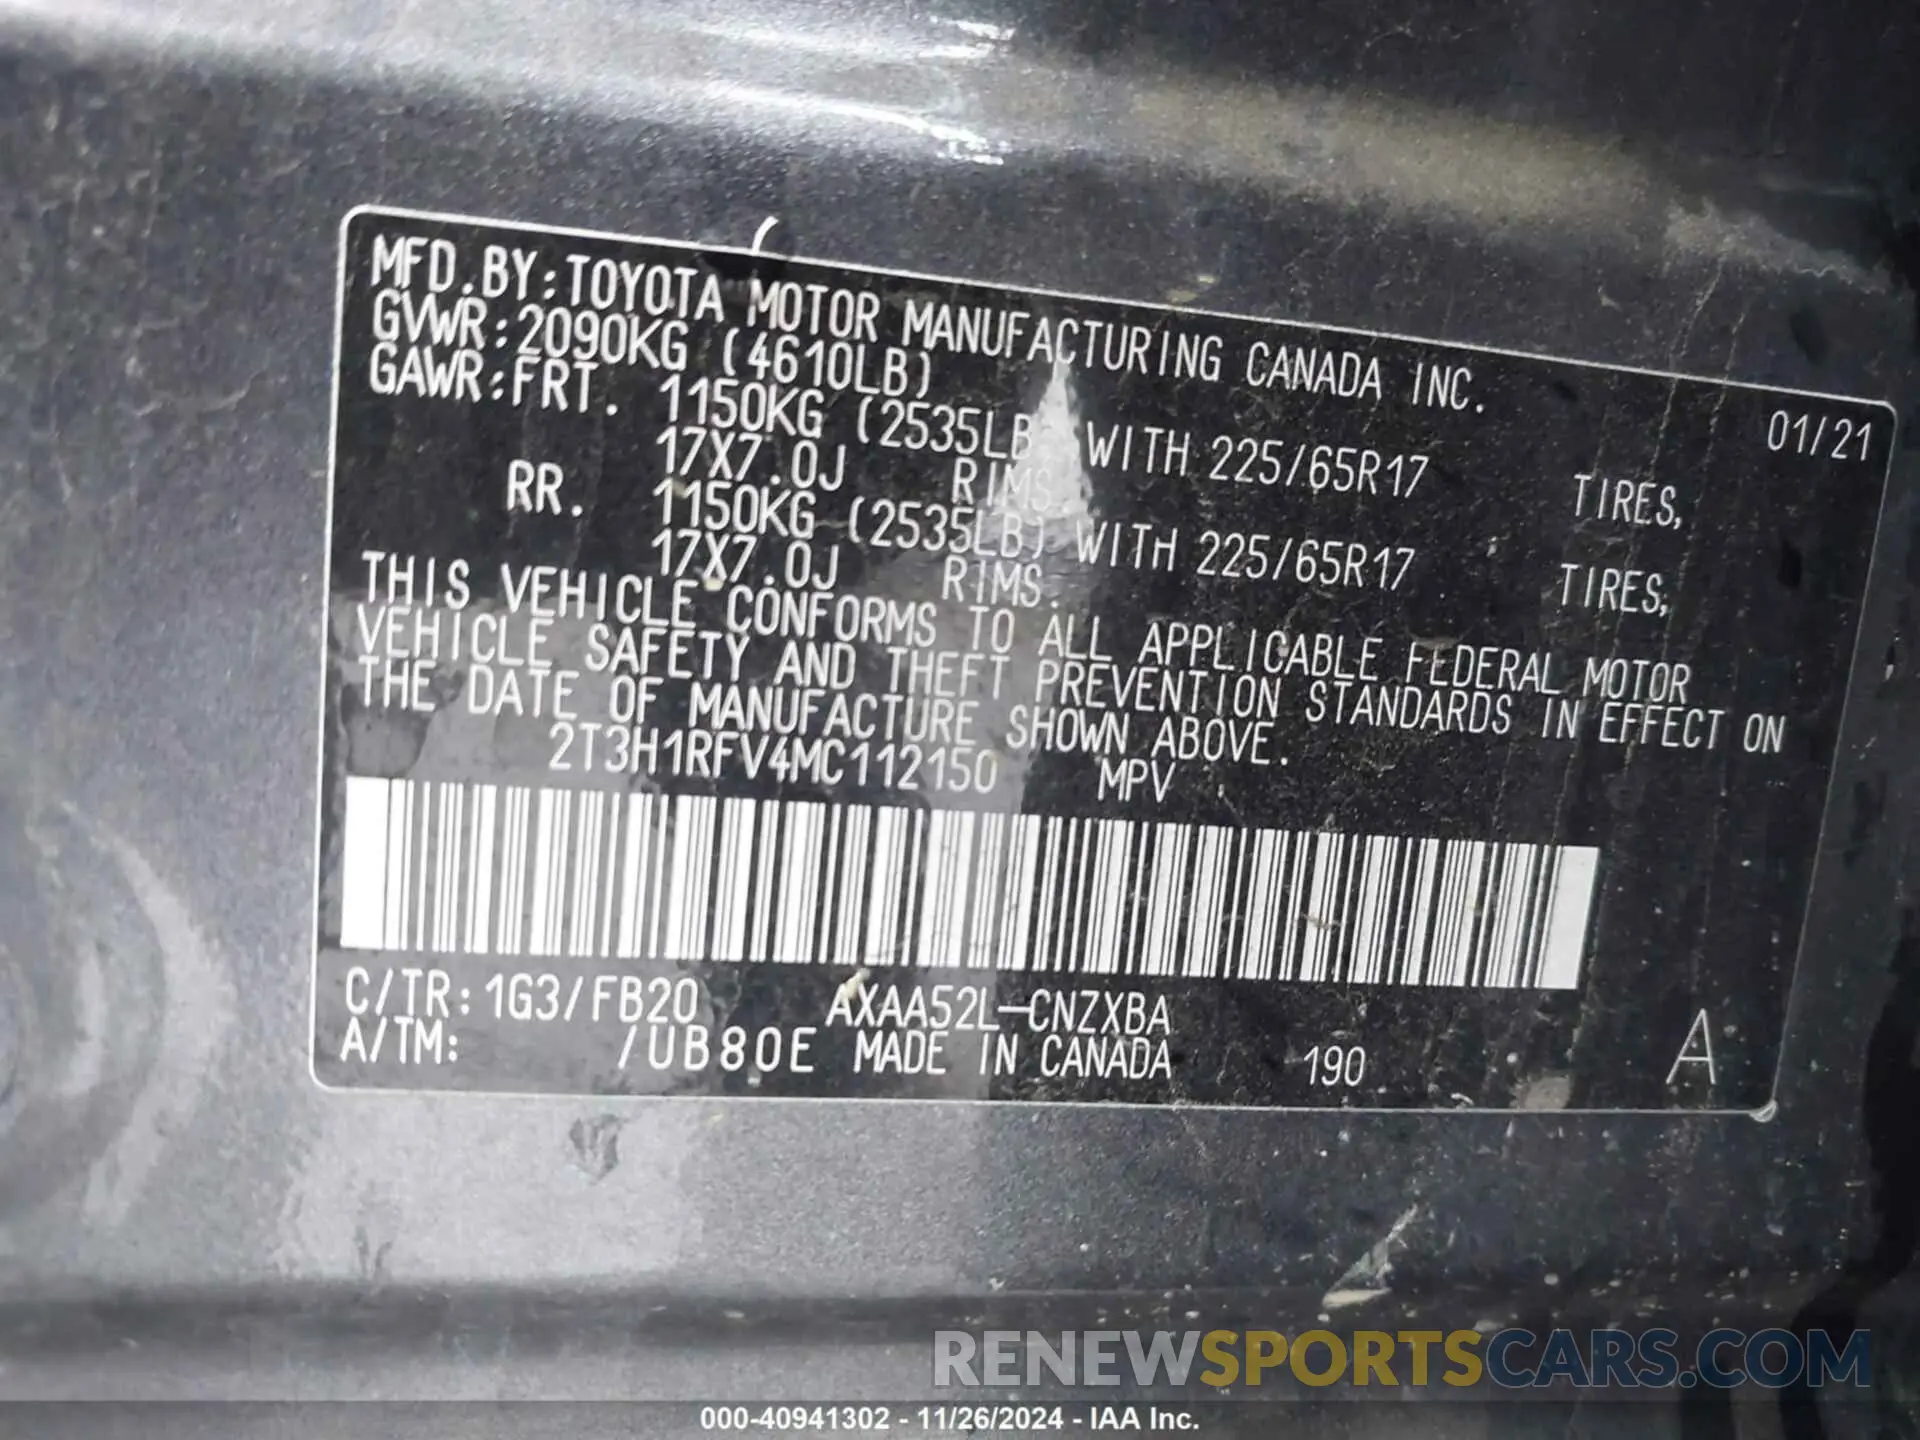 MFD.BY:TOYOTA MOTOR MANUFACTURING CANADA INC.
01/21
GVWR:2090KG (4610LB)
GAWR:FRT. 1150KG (2535LB) WITH 225/65R17 TIRES,
17X7.0J RIMS
RR. 1150KG (2535LB) WITH 225/65R17 TIRES,
17X7.0J RIMS.
THIS VEHICLE CONFORMS TO ALL APPLICABLE FEDERAL MOTOR
VEHICLE SAFETY AND THEFT PREVENTION STANDARDS IN EFFECT ON
THE DATE OF MANUFACTURE SHOWN ABOVE.
2T3H1RFV4MC112150 MPV
C/TR:1G3/FB20 AXAA52L-CNZXBA
A/TM: /UB80E MADE IN CANADA 190 A
RENEWSPORTSCARS.COM
000-40941302 - 11/26/2024 - IAA Inc.